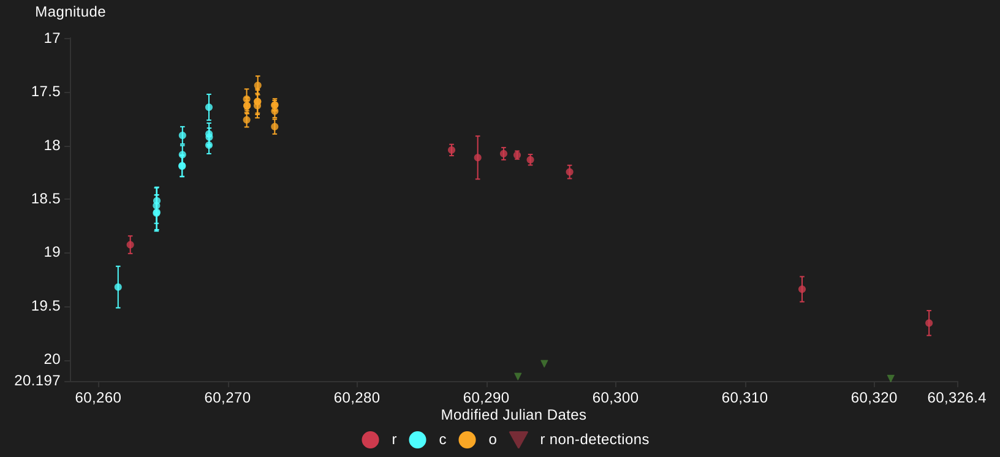 Magnitude
17
17.5
18
18.5
19
19.5
20
20.197
60,260 60,270 60,280 60,290 60,300 60,310 60,320 60,326.4
Modified Julian Dates
r c o r non-detections